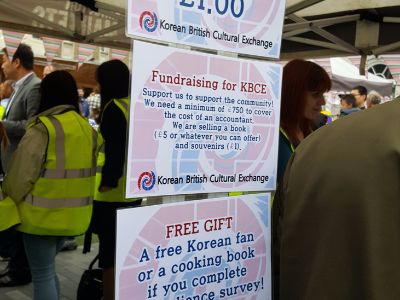 £1.00
Korean British Cultural Exchange
Fundraising for KBCE
Support us to support the community!
We need a minimum of £750 to cover
the cost of an accountant.
We are selling a book
(£5 or whatever you can offer)
and souvenirs (£1).
Korean British Cultural Exchange
FREE GIFT
A free Korean fan
or a cooking book
if you complete
survey!